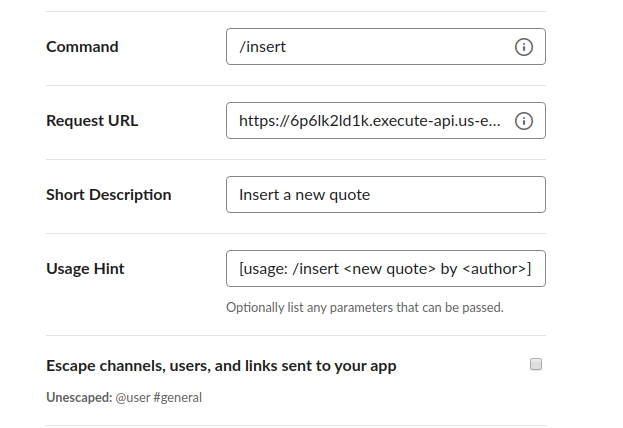 Command /insert
Request URL https://6p6lk2ld1k.execute-api.us-e...
Short Description Insert a new quote
Usage Hint [usage: /insert <new quote> by <author>]
Optionally list any parameters that can be passed.
Escape channels, users, and links sent to your app
Unescaped: @user #general